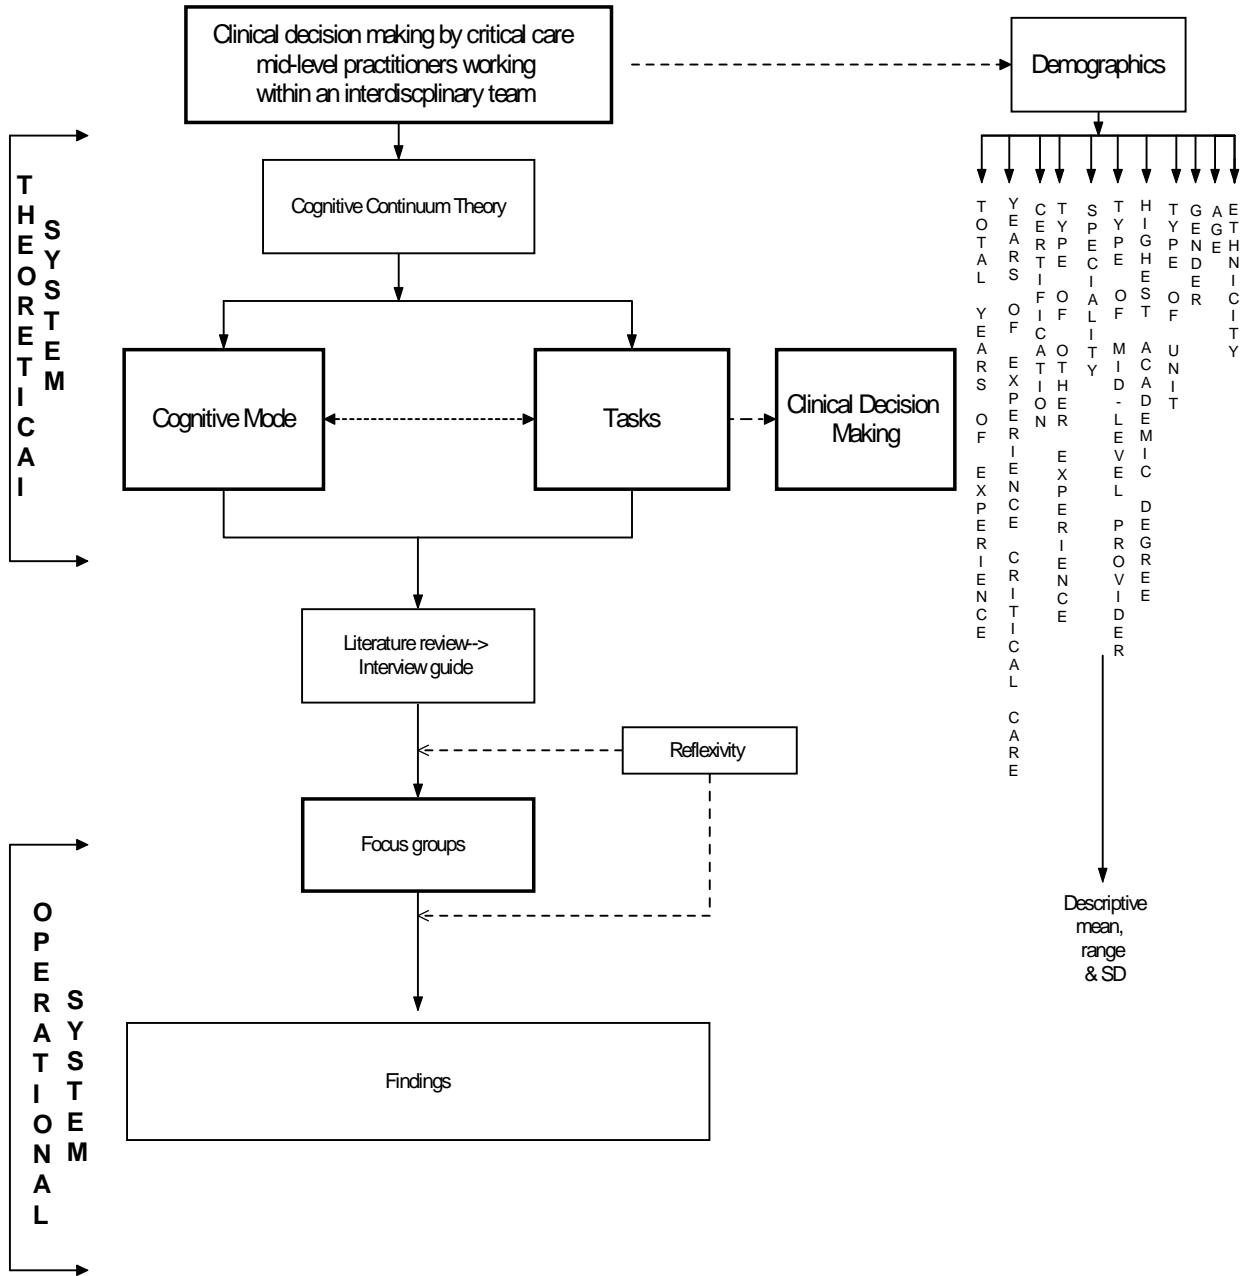 Clinical decision making by critical care
mid-level practitioners working
within an interdiscplinary team
Demographics
THEORETICAl
SYSTEM
Cognitive Continuum Theory
TOTAL YEARS OF EXPERIENCE
YEARS OF EXPERIENCE CRITICAL CARE
CERTIFICATION
TYPE OF OTHER EXPERIENCE
SPECIALITY
TYPE OF MID-LEVEL PROVIDER
HIGHEST ACADEMIC DEGREE
TYPE OF UNIT
GENDER
AGE
ETHNICITY
Cognitive Mode
Tasks
Clinical Decision
Making
Literature review-->
Interview guide
Reflexivity
Focus groups
Descriptive
mean,
range
& SD
OPERATIONAL
SYSTEM
Findings